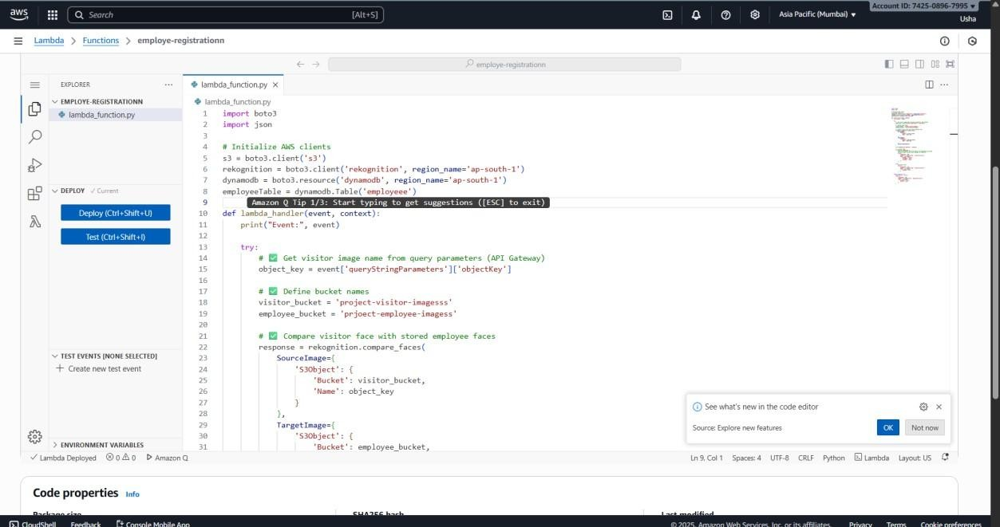 aws
Search [Alt+S]
Asia Pacific (Mumbai)
Account ID: 7425-0896-7995
Usha
Lambda > Functions > employe-registrationn
employe-registrationn
EXPLORER
EMPLOYE-REGISTRATIONN
lambda_function.py
DEPLOY ✓ Current
Deploy (Ctrl+Shift+U)
Test (Ctrl+Shift+I)
TEST EVENTS [NONE SELECTED]
+ Create new test event
ENVIRONMENT VARIABLES
lambda_function.py
lambda_function.py
1 import boto3
2 import json
3
4 # Initialize AWS clients
5 s3 = boto3.client('s3')
6 rekognition = boto3.client('rekognition', region_name='ap-south-1')
7 dynamodb = boto3.resource('dynamodb', region_name='ap-south-1')
8 employeeTable = dynamodb.Table('employeee')
9 Amazon Q Tip 1/3: Start typing to get suggestions ([ESC] to exit)
10 def lambda_handler(event, context):
11 print("Event:", event)
12
13 try:
14 # ✅ Get visitor image name from query parameters (API Gateway)
15 object_key = event['queryStringParameters']['objectKey']
16
17 # ✅ Define bucket names
18 visitor_bucket = 'project-visitor-imagesss'
19 employee_bucket = 'prjoect-employee-imagess'
20
21 # ✅ Compare visitor face with stored employee faces
22 response = rekognition.compare_faces(
23 SourceImage={
24 'S3Object': {
25 'Bucket': visitor_bucket,
26 'Name': object_key
27 }
28 },
29 TargetImage={
30 'S3Object': {
31 'Bucket': employee_bucket,
See what's new in the code editor
Source: Explore new features
OK
Not now
Lambda Deployed 0 0 Amazon Q
Ln 9, Col 1 Spaces: 4 UTF-8 CRLF Python Lambda Layout: US
Code properties Info
Package size
SHA256 hash
Last modified
CloudShell Feedback Console Mobile App
© 2025, Amazon Web Services, Inc. or its affiliates. Privacy Terms Cookie preferences